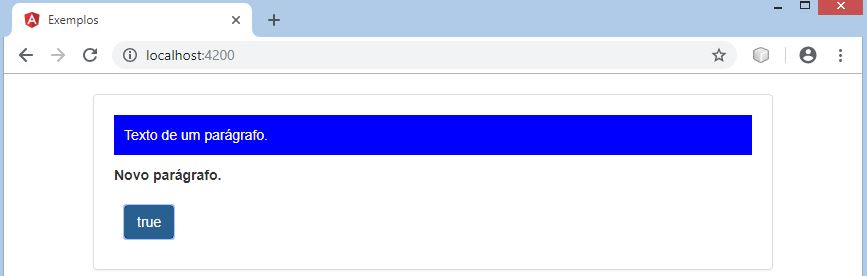 Exemplos
localhost:4200
Texto de um parágrafo.
Novo parágrafo.
true